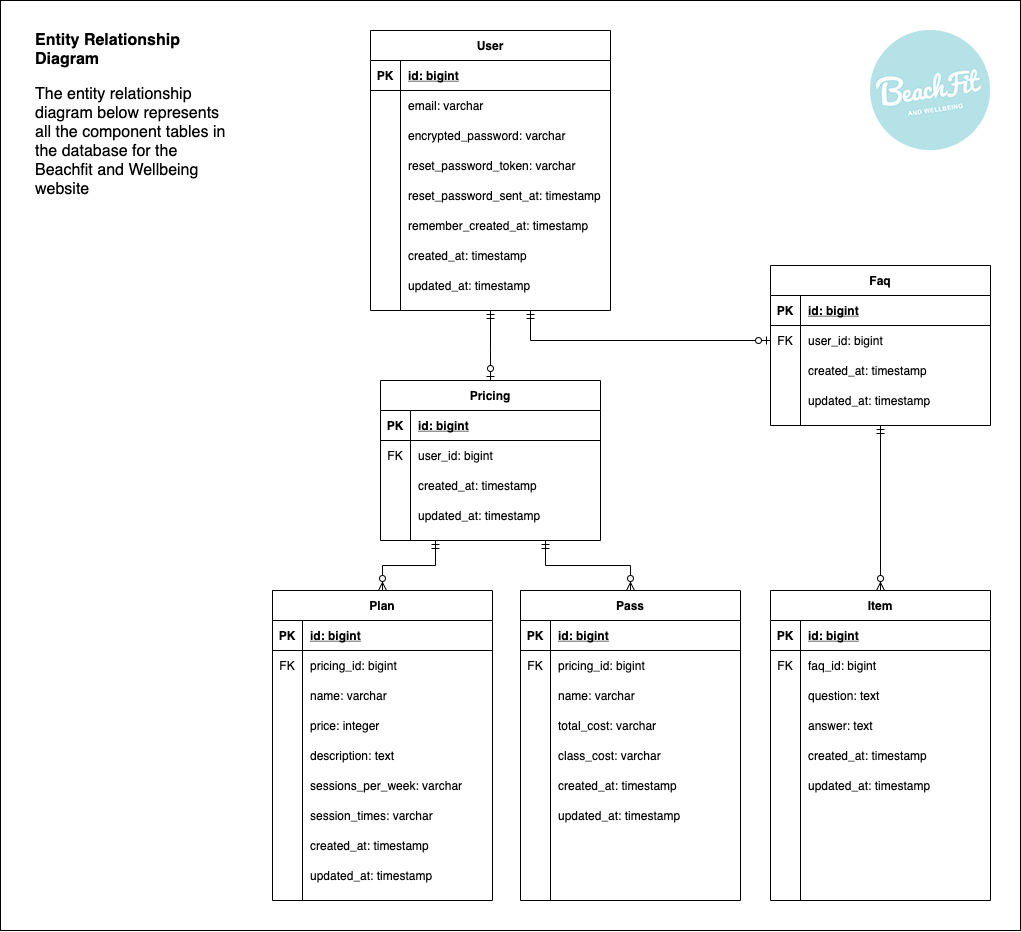 Entity Relationship
Diagram
The entity relationship
diagram below represents
all the component tables in
the database for the
Beachfit and Wellbeing
website
BeachFit
AND WELLBEING
User
PK id: bigint
email: varchar
encrypted_password: varchar
reset_password_token: varchar
reset_password_sent_at: timestamp
remember_created_at: timestamp
created_at: timestamp
updated_at: timestamp
Faq
PK id: bigint
FK user_id: bigint
created_at: timestamp
updated_at: timestamp
Pricing
PK id: bigint
FK user_id: bigint
created_at: timestamp
updated_at: timestamp
Plan
PK id: bigint
FK pricing_id: bigint
name: varchar
price: integer
description: text
sessions_per_week: varchar
session_times: varchar
created_at: timestamp
updated_at: timestamp
Pass
PK id: bigint
FK pricing_id: bigint
name: varchar
total_cost: varchar
class_cost: varchar
created_at: timestamp
updated_at: timestamp
Item
PK id: bigint
FK faq_id: bigint
question: text
answer: text
created_at: timestamp
updated_at: timestamp